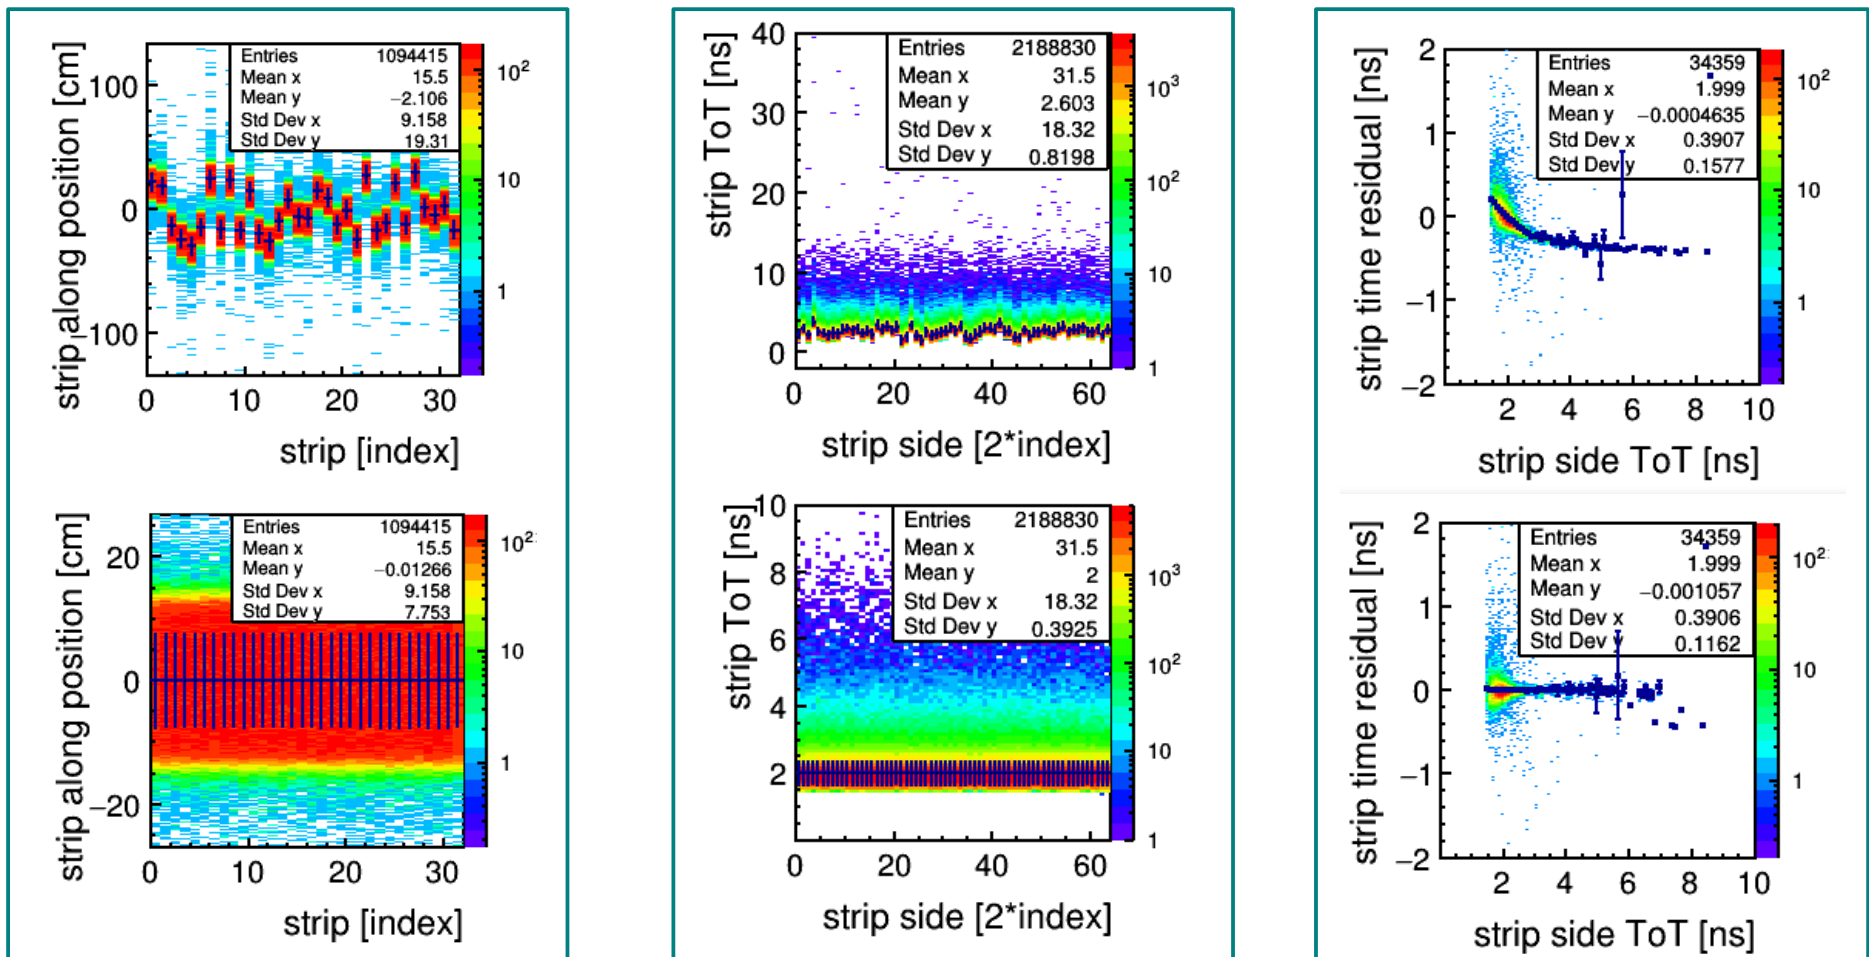 strip along position [cm]
100
0
−100
Entries 1094415
Mean x 15.5
Mean y −2.106
Std Dev x 9.158
Std Dev y 19.31
10²
10
1
0 10 20 30
strip [index]
strip ToT [ns]
40
30
20
10
0
Entries 2188830
Mean x 31.5
Mean y 2.603
Std Dev x 18.32
Std Dev y 0.8198
10³
10²
10
1
0 20 40 60
strip side [2*index]
strip time residual [ns]
2
1
0
−1
−2
Entries 34359
Mean x 1.999
Mean y −0.0004635
Std Dev x 0.3907
Std Dev y 0.1577
10²
10
1
2 4 6 8 10
strip side ToT [ns]
strip along position [cm]
20
0
−20
Entries 1094415
Mean x 15.5
Mean y −0.01266
Std Dev x 9.158
Std Dev y 7.753
10²
10
1
0 10 20 30
strip [index]
strip ToT [ns]
10
8
6
4
2
Entries 2188830
Mean x 31.5
Mean y 2
Std Dev x 18.32
Std Dev y 0.3925
10³
10²
10
1
0 20 40 60
strip side [2*index]
strip time residual [ns]
2
1
0
−1
−2
Entries 34359
Mean x 1.999
Mean y −0.001057
Std Dev x 0.3906
Std Dev y 0.1162
10²
10
1
2 4 6 8 10
strip side ToT [ns]